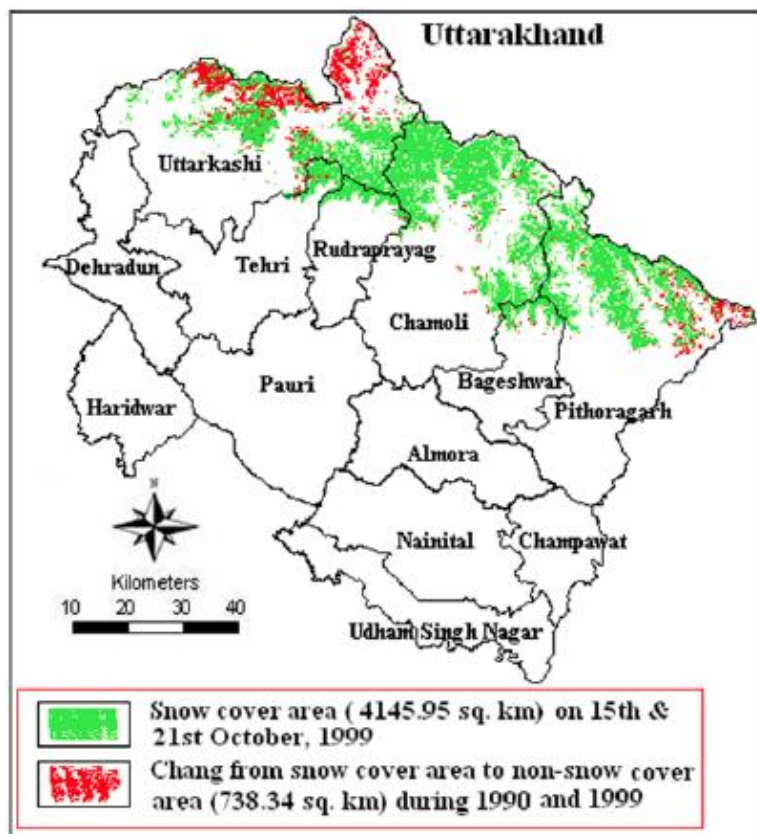 Uttarakhand
Uttarkashi
Dehradun
Tehri
Rudraprayag
Chamoli
Haridwar
Pauri
Bageshwar
Pithoragarh
Almora
N
Nainital
Champawat
Kilometers
10 20 30 40
Udham Singh Nagar
Snow cover area ( 4145.95 sq. km) on 15th &
21st October, 1999
Chang from snow cover area to non-snow cover
area (738.34 sq. km) during 1990 and 1999